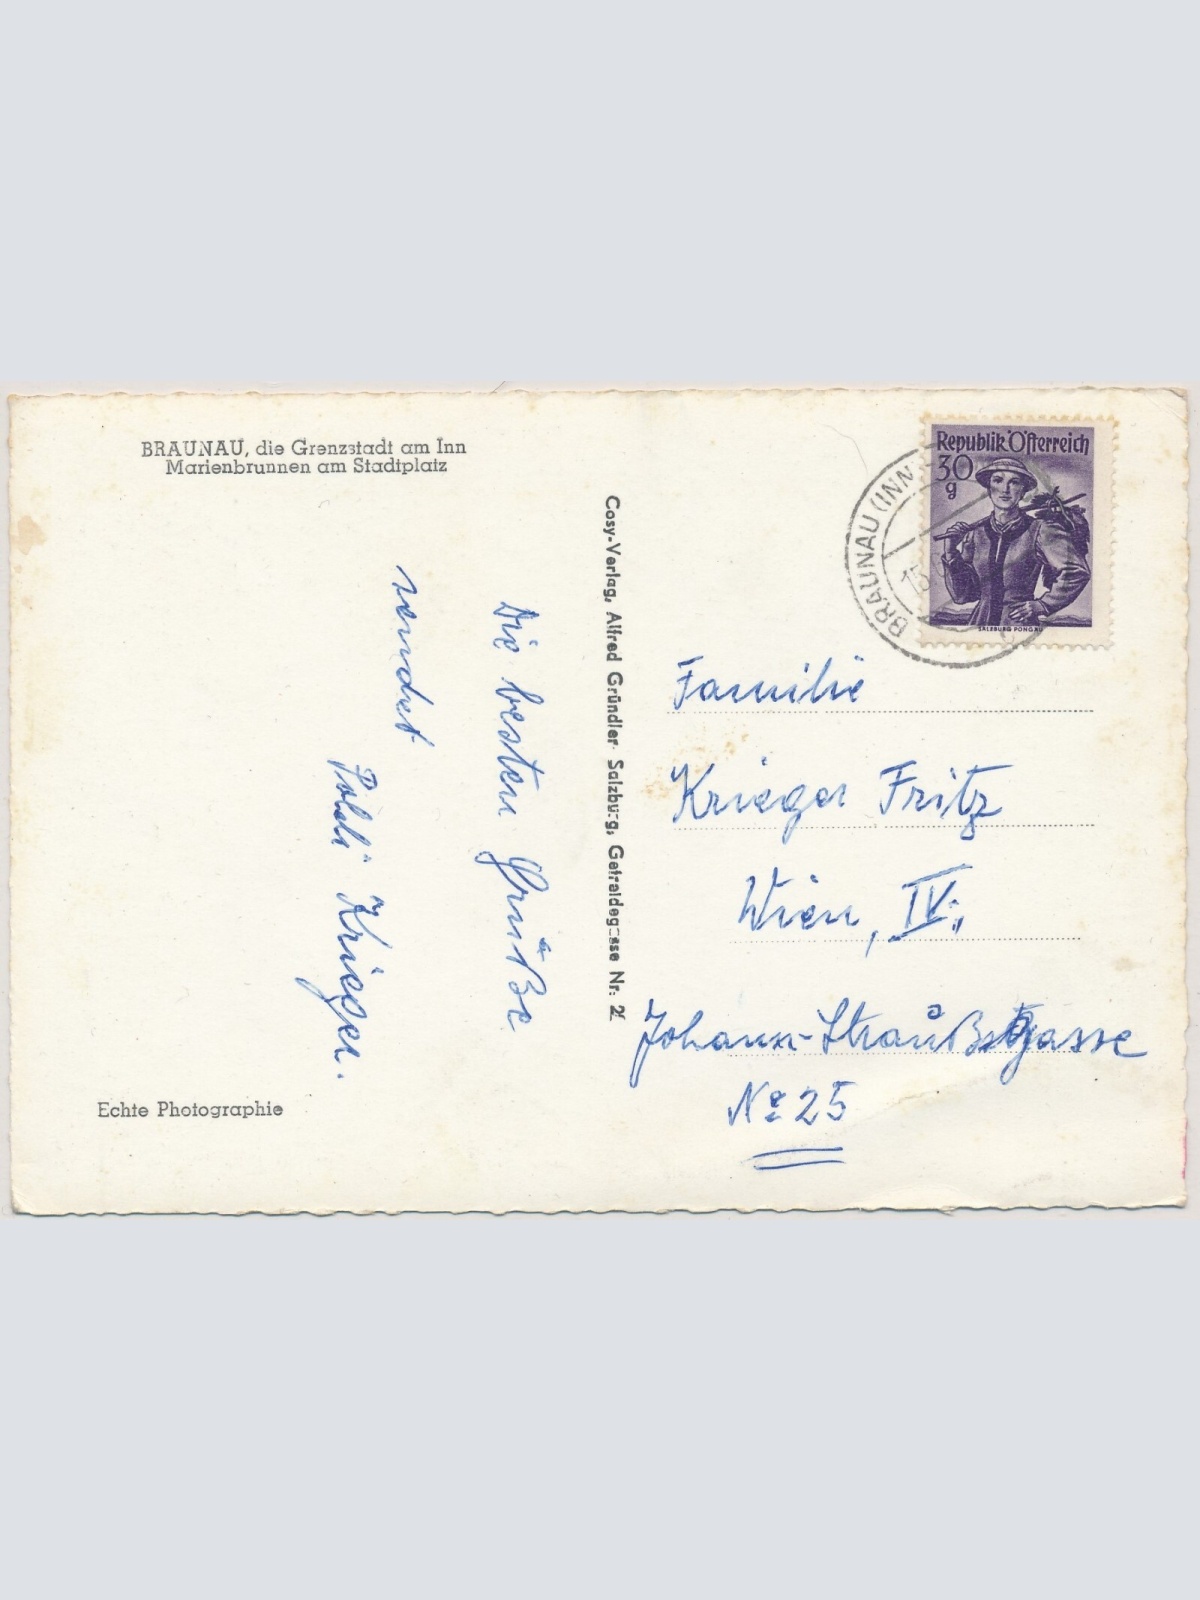 BRAUNAU, die Grenzstadt am Inn
Marienbrunnen am Stadtplatz
Die besten Grüße
sendet
Poldi Krieger.
Echte Photographie
Cosy-Verlag, Alfred Gründler, Salzburg, Getreidegasse Nr. 2
Republik Österreich
30
g
SALZBURG PONGAU
BRAUNAU (INN
15.
Familie
Krieger Fritz
Wien, IV.,
Johann-Straußgasse
No 25